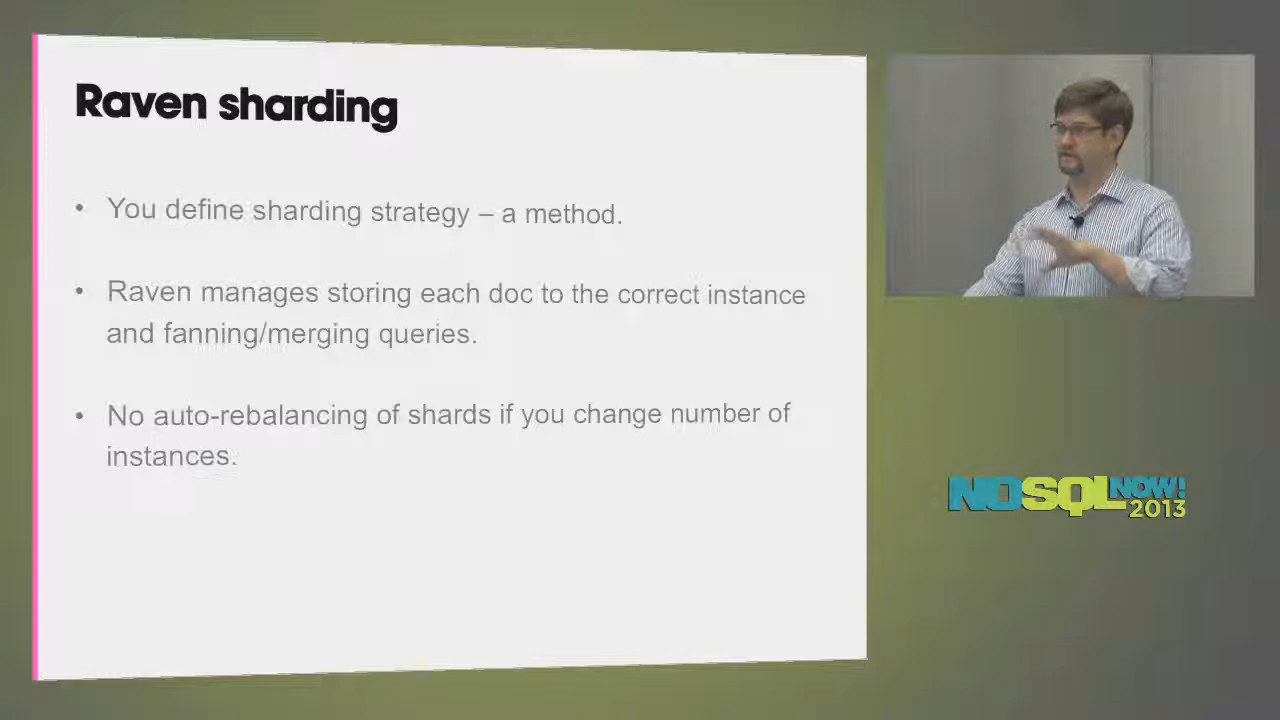 Raven sharding
• You define sharding strategy – a method.
• Raven manages storing each doc to the correct instance
and fanning/merging queries.
• No auto-rebalancing of shards if you change number of
instances.
NOSQL NOW!
2013